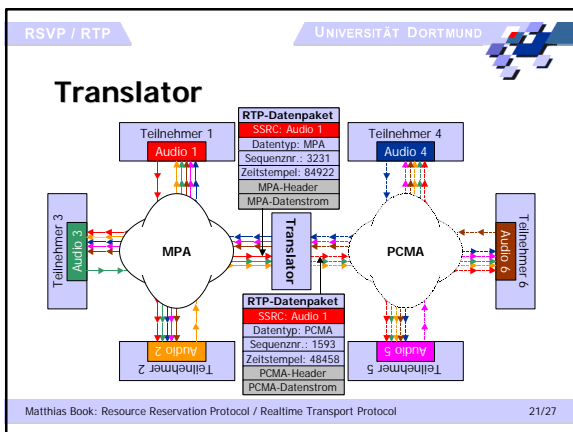 RSVP / RTP
UNIVERSITÄT DORTMUND
Translator
RTP-Datenpaket
SSRC: Audio 1
Datentyp: MPA
Sequenznr.: 3231
Zeitstempel: 84922
MPA-Header
MPA-Datenstrom
Teilnehmer 1
Audio 1
Teilnehmer 4
Audio 4
Teilnehmer 3
Audio 3
MPA
Translator
PCMA
Audio 6
Teilnehmer 6
Audio 2
Teilnehmer 2
RTP-Datenpaket
SSRC: Audio 1
Datentyp: PCMA
Sequenznr.: 1593
Zeitstempel: 48458
PCMA-Header
PCMA-Datenstrom
Audio 5
Teilnehmer 5
Matthias Book: Resource Reservation Protocol / Realtime Transport Protocol
21/27